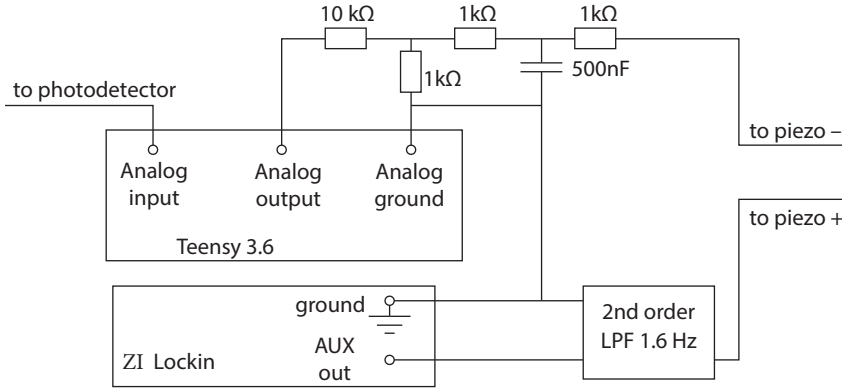 10 kΩ
1kΩ
1kΩ
1kΩ
500nF
to photodetector
to piezo –
Analog
input
Analog
output
Analog
ground
to piezo +
Teensy 3.6
ground
2nd order
LPF 1.6 Hz
ZI Lockin
AUX
out